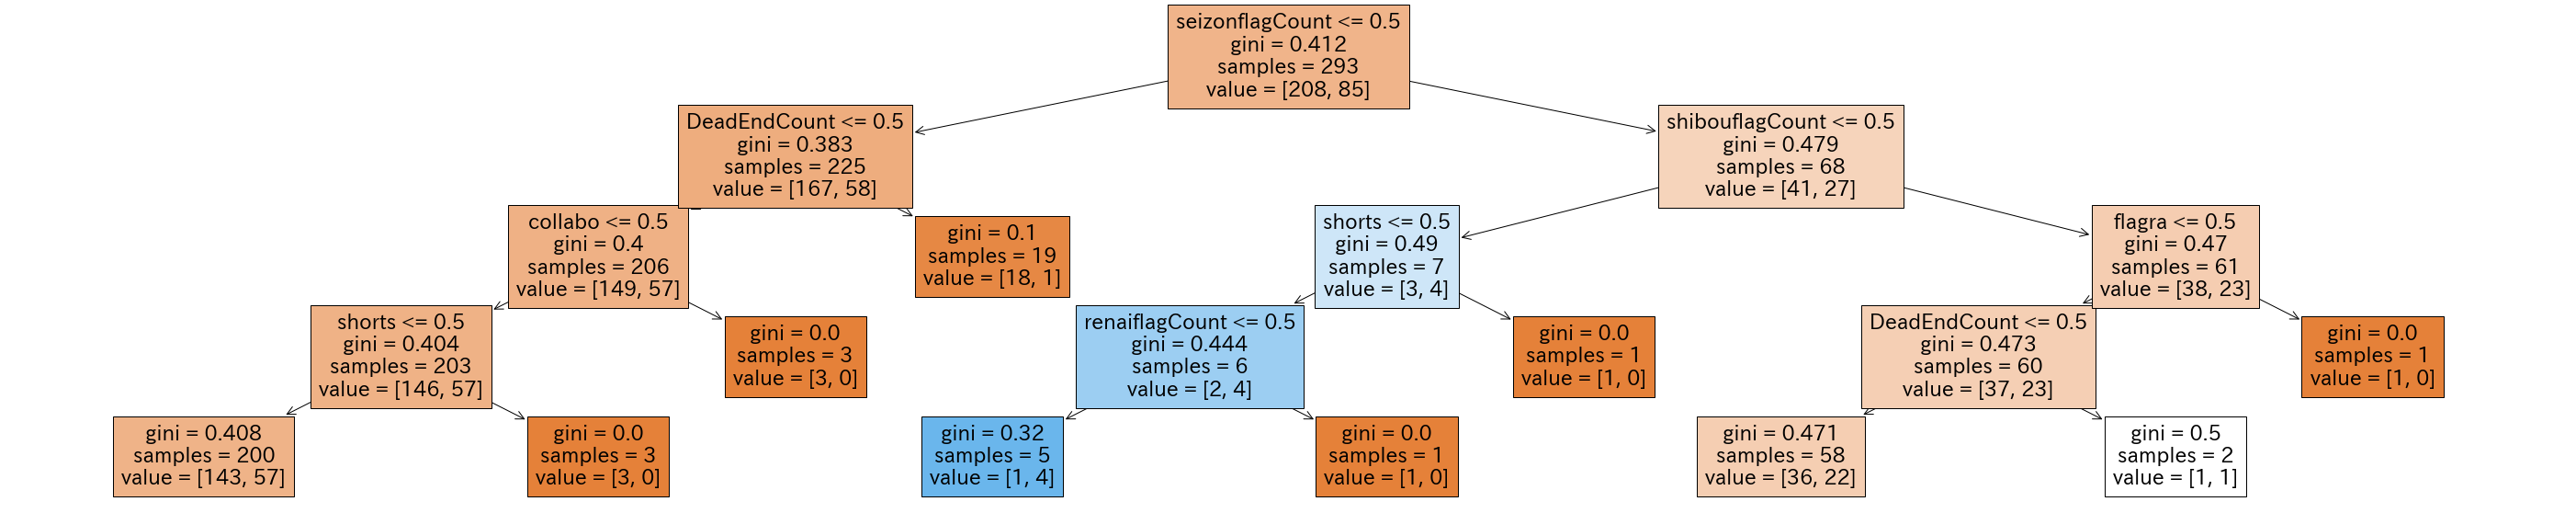 seizonflagCount <= 0.5
gini = 0.412
samples = 293
value = [208, 85]
DeadEndCount <= 0.5
gini = 0.383
samples = 225
value = [167, 58]
shibouflagCount <= 0.5
gini = 0.479
samples = 68
value = [41, 27]
collabo <= 0.5
gini = 0.4
samples = 206
value = [149, 57]
gini = 0.1
samples = 19
value = [18, 1]
shorts <= 0.5
gini = 0.49
samples = 7
value = [3, 4]
flagra <= 0.5
gini = 0.47
samples = 61
value = [38, 23]
shorts <= 0.5
gini = 0.404
samples = 203
value = [146, 57]
gini = 0.0
samples = 3
value = [3, 0]
renaiflagCount <= 0.5
gini = 0.444
samples = 6
value = [2, 4]
gini = 0.0
samples = 1
value = [1, 0]
DeadEndCount <= 0.5
gini = 0.473
samples = 60
value = [37, 23]
gini = 0.0
samples = 1
value = [1, 0]
gini = 0.408
samples = 200
value = [143, 57]
gini = 0.0
samples = 3
value = [3, 0]
gini = 0.32
samples = 5
value = [1, 4]
gini = 0.0
samples = 1
value = [1, 0]
gini = 0.471
samples = 58
value = [36, 22]
gini = 0.5
samples = 2
value = [1, 1]